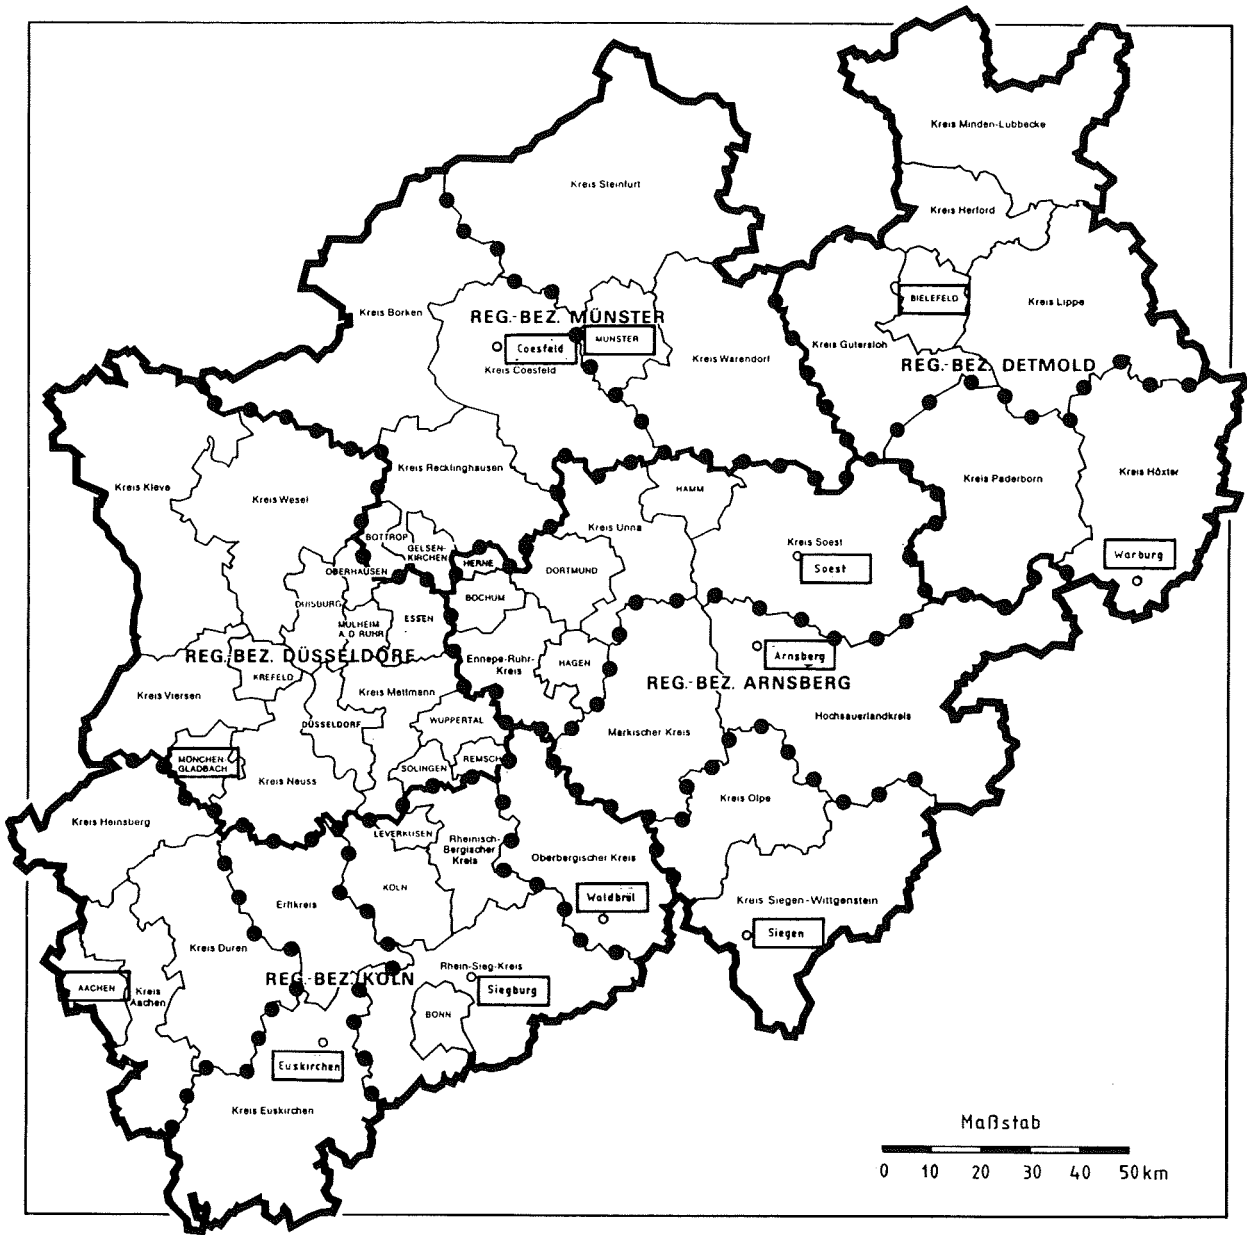 Kreis Minden-Lubbecke
Kreis Steinfurt
Kreis Herford
BIELEFELD
Kreis Lippe
Kreis Borken
REG.-BEZ. MÜNSTER
MÜNSTER
Coesfeld
Kreis Coesfeld
Kreis Warendorf
Kreis Gutersloh
REG.-BEZ. DETMOLD
Kreis Recklinghausen
Kreis Kleve
Kreis Wesel
HAMM
Kreis Paderborn
Kreis Höxter
Kreis Unna
BOTTROP
GELSEN-
KIRCHEN
HERNE
Kreis Soest
Soest
Warburg
OBERHAUSEN
DORTMUND
DUISBURG
BOCHUM
MULHEIM
A.D. RUHR
ESSEN
REG.-BEZ. DÜSSELDORF
Ennepe-Ruhr-
Kreis
HAGEN
Arnsberg
REG.-BEZ. ARNSBERG
KREFELD
Kreis Viersen
Kreis Mettmann
Hochsauerlandkreis
DÜSSELDORF
WUPPERTAL
Markischer Kreis
MÖNCHEN-
GLADBACH
SOLINGEN
REMSCH
Kreis Neuss
Kreis Olpe
Kreis Heinsberg
LEVERKUSEN
Rheinisch-
Bergischer
Kreis
Oberbergischer Kreis
KÖLN
Waldbröl
Erftkreis
Kreis Siegen-Wittgenstein
Siegen
Kreis Duren
REG.-BEZ. KÖLN
Rhein-Sieg-Kreis
Siegburg
AACHEN
Kreis
Aachen
BONN
Euskirchen
Kreis Euskirchen
Maßstab
0 10 20 30 40 50 km